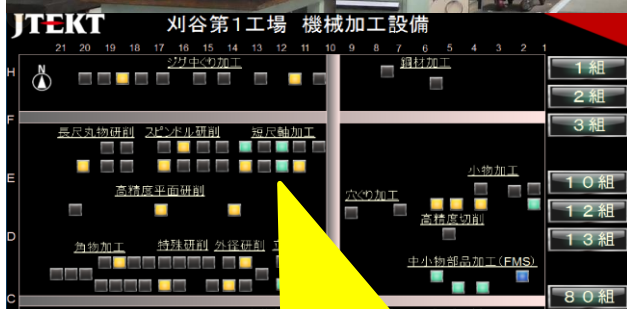 JTEKT 刈谷第1工場 機械加工設備
21 20 19 18 17 16 15 14 13 12 11 10 9 8 7 6 5 4 3 2 1
H N ジグ中ぐり加工 鋼材加工 1組
2組
F 3組
長尺丸物研削 スピンドル研削 短尺軸加工
E 小物加工 10組
高精度平面研削 穴ぐり加工 12組
高精度切削
D 13組
角物加工 特殊研削 外径研削 中小物部品加工(FMS)
C 80組